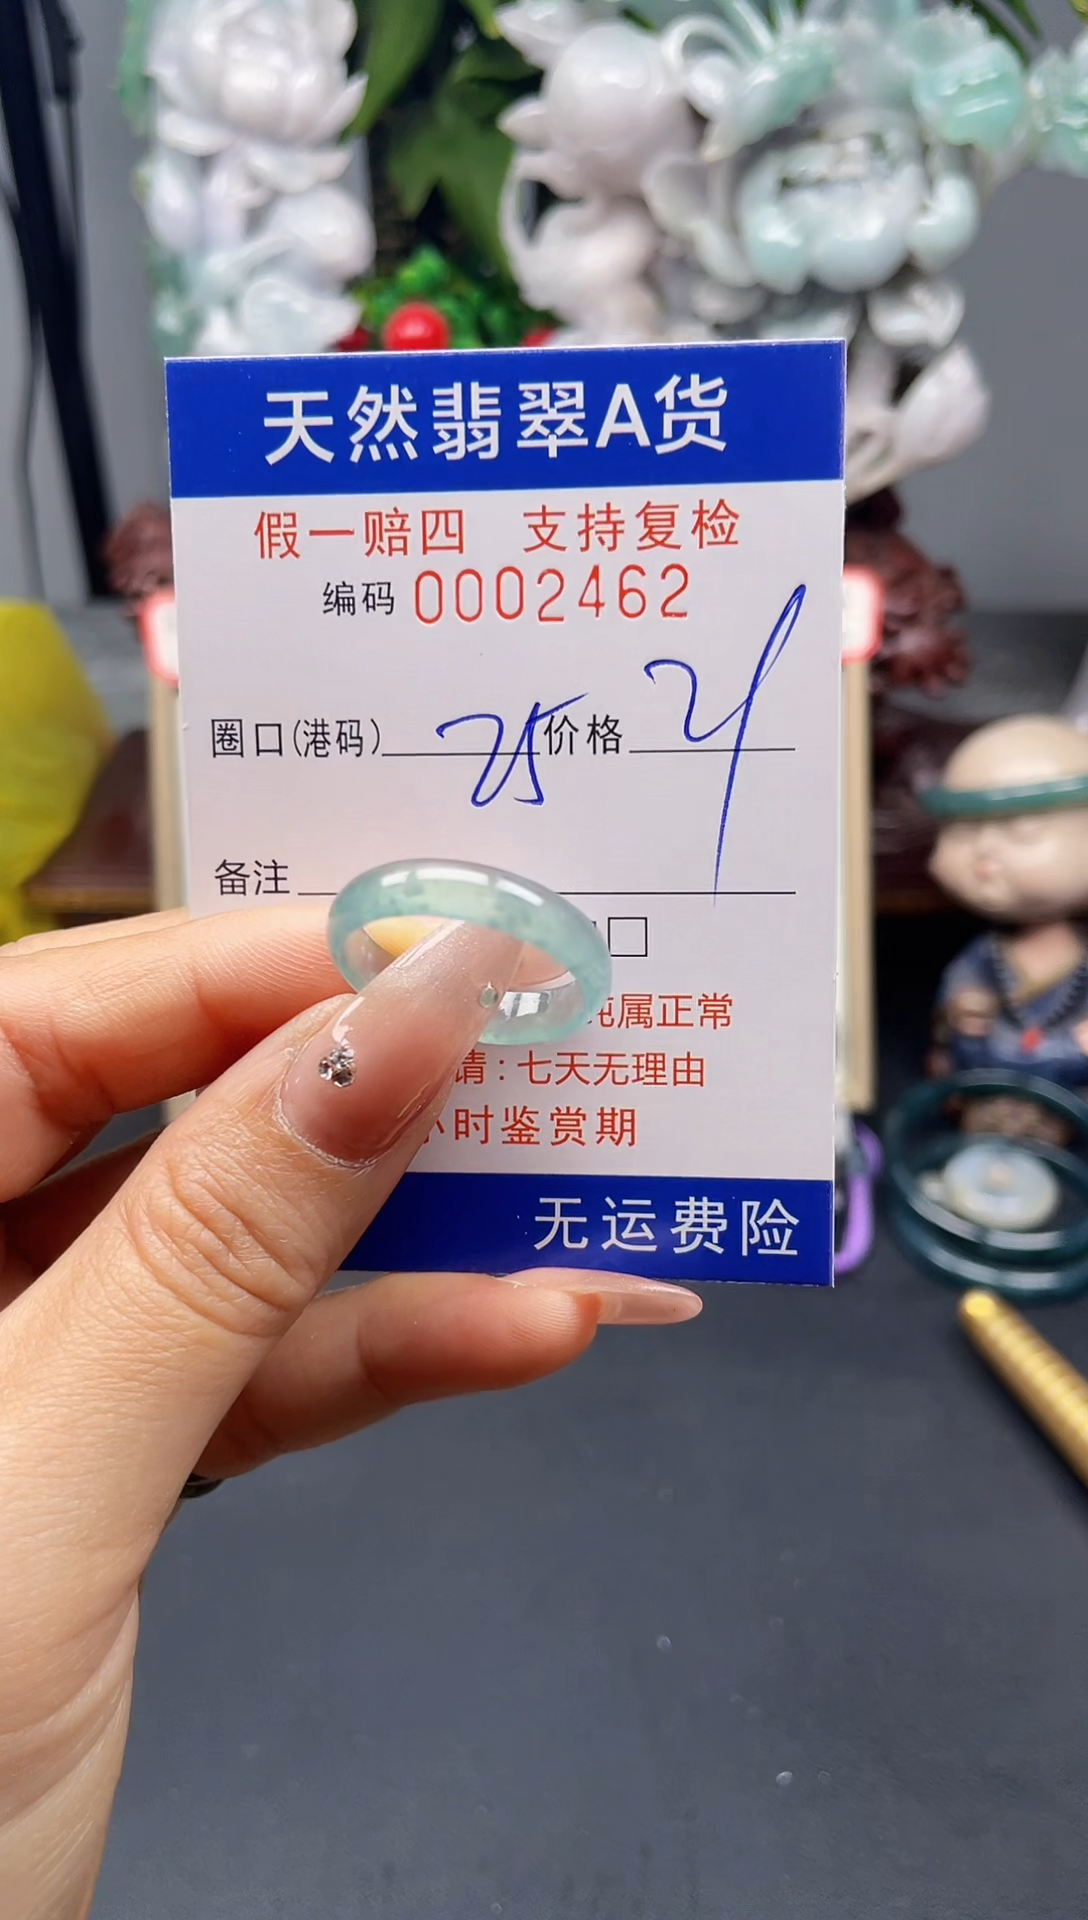 天然翡翠A货
假一赔四 支持复检
编码 0002462
圈口(港码) 25 价格
备注
□
纯属正常
请:七天无理由
小时鉴赏期
无运费险